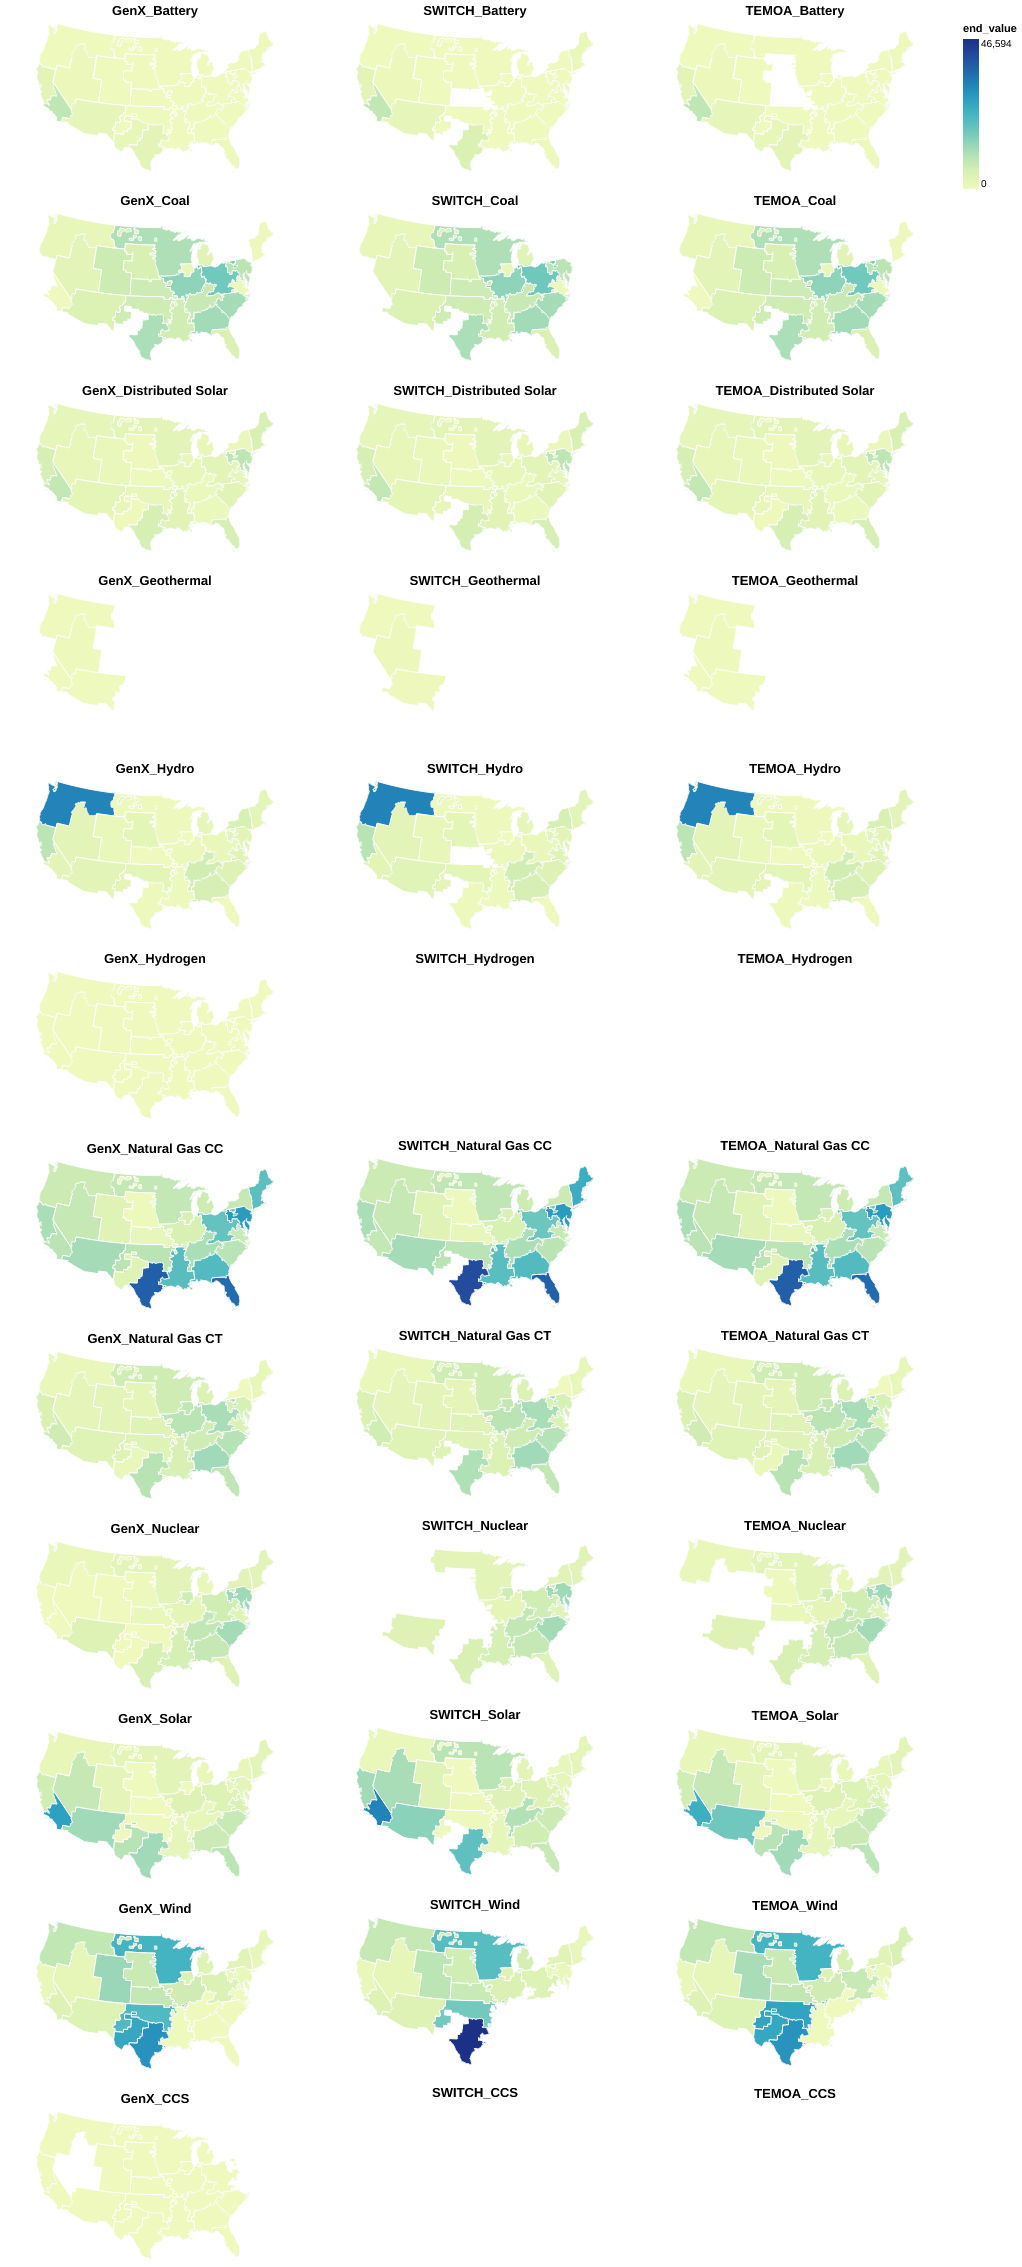 GenX_Battery
SWITCH_Battery
TEMOA_Battery
end_value
46,594
0
GenX_Coal
SWITCH_Coal
TEMOA_Coal
GenX_Distributed Solar
SWITCH_Distributed Solar
TEMOA_Distributed Solar
GenX_Geothermal
SWITCH_Geothermal
TEMOA_Geothermal
GenX_Hydro
SWITCH_Hydro
TEMOA_Hydro
GenX_Hydrogen
SWITCH_Hydrogen
TEMOA_Hydrogen
GenX_Natural Gas CC
SWITCH_Natural Gas CC
TEMOA_Natural Gas CC
GenX_Natural Gas CT
SWITCH_Natural Gas CT
TEMOA_Natural Gas CT
GenX_Nuclear
SWITCH_Nuclear
TEMOA_Nuclear
GenX_Solar
SWITCH_Solar
TEMOA_Solar
GenX_Wind
SWITCH_Wind
TEMOA_Wind
GenX_CCS
SWITCH_CCS
TEMOA_CCS